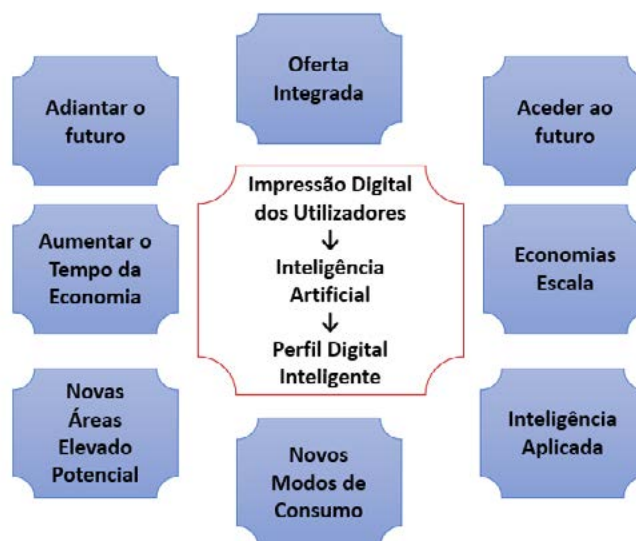 Oferta
Integrada
Adiantar o
futuro
Aceder ao
futuro
Impressão Digital
dos Utilizadores
↓
Inteligência
Artificial
↓
Perfil Digital
Inteligente
Aumentar o
Tempo da
Economia
Economias
Escala
Novas
Áreas
Elevado
Potencial
Novos
Modos de
Consumo
Inteligência
Aplicada